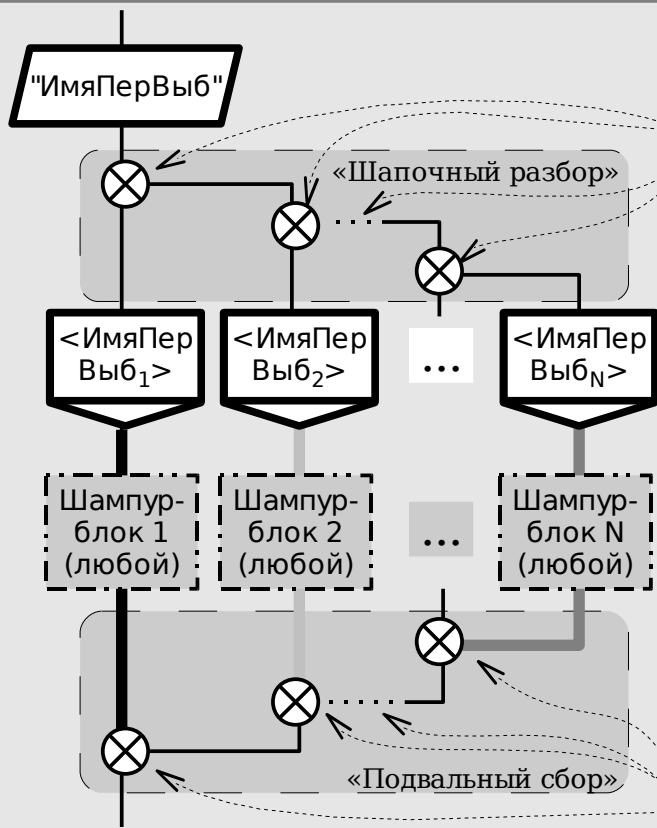 "ИмяПерВыб"
«Шапочный разбор»
<ИмяПер
Выб1>
<ИмяПер
Выб2>
...
<ИмяПер
ВыбN>
Шампур-
блок 1
(любой)
Шампур-
блок 2
(любой)
...
Шампур-
блок N
(любой)
«Подвальный сбор»